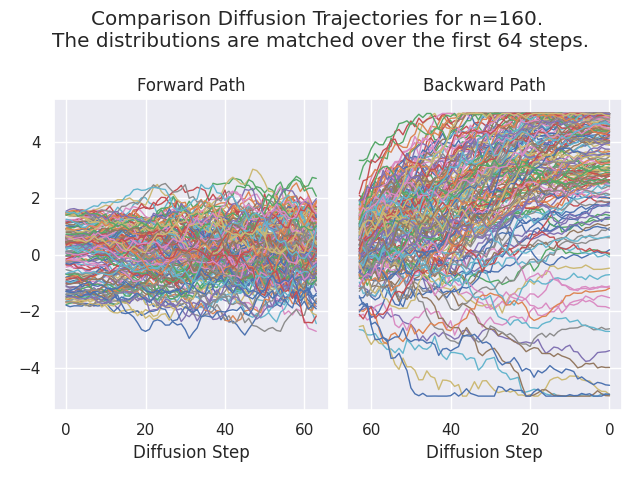 Comparison Diffusion Trajectories for n=160.
The distributions are matched over the first 64 steps.
Forward Path
Backward Path
4
2
0
−2
−4
0 20 40 60
60 40 20 0
Diffusion Step
Diffusion Step